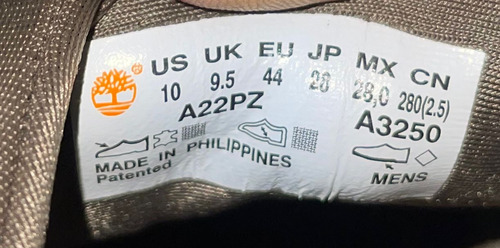 US UK EU JP MX CN
10 9.5 44 28 28,0 280(2.5)
A22PZ A3250
MADE IN PHILIPPINES
Patented MENS